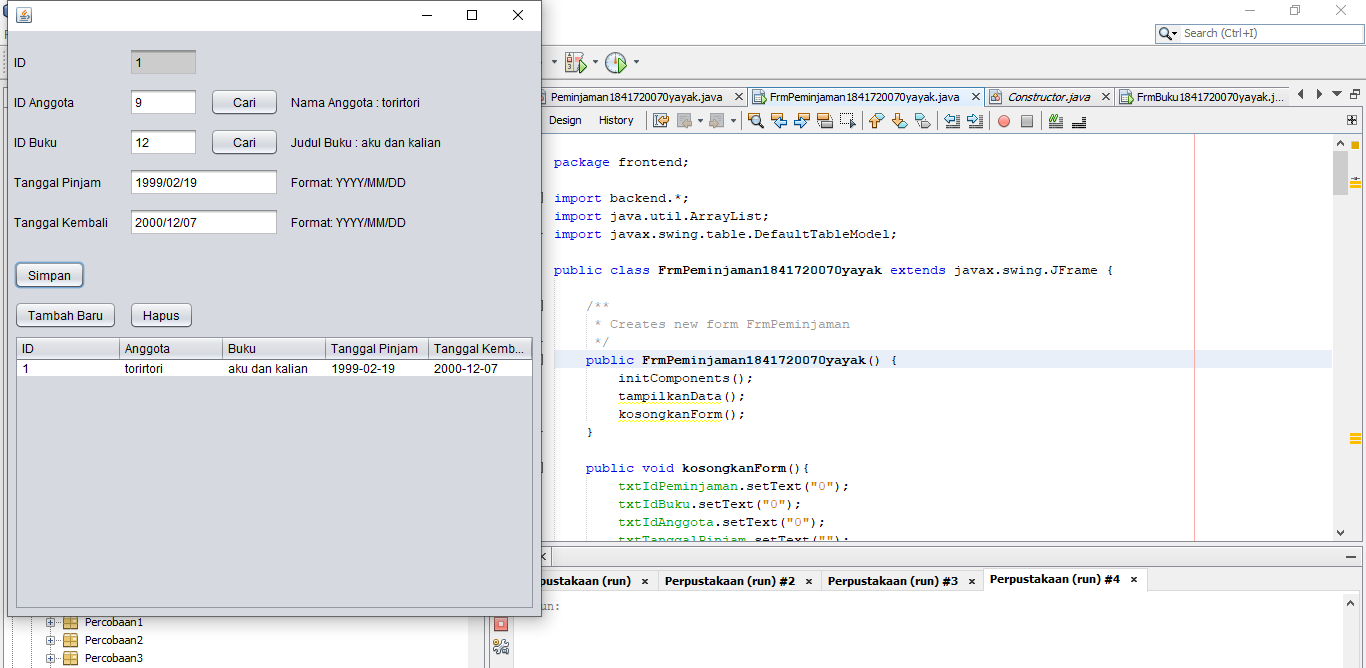 ID 1
ID Anggota 9 Cari Nama Anggota : torirtori
ID Buku 12 Cari Judul Buku : aku dan kalian
Tanggal Pinjam 1999/02/19 Format: YYYY/MM/DD
Tanggal Kembali 2000/12/07 Format: YYYY/MM/DD
Simpan
Tambah Baru Hapus
ID Anggota Buku Tanggal Pinjam Tanggal Kemb...
1 torirtori aku dan kalian 1999-02-19 2000-12-07
Search (Ctrl+I)
Peminjaman1841720070yayak.java FrmPeminjaman1841720070yayak.java Constructor.java FrmBuku1841720070yayak.j...
Design History
package frontend;
import backend.*;
import java.util.ArrayList;
import javax.swing.table.DefaultTableModel;
public class FrmPeminjaman1841720070yayak extends javax.swing.JFrame {
/**
* Creates new form FrmPeminjaman
*/
public FrmPeminjaman1841720070yayak() {
initComponents();
tampilkanData();
kosongkanForm();
}
public void kosongkanForm(){
txtIdPeminjaman.setText("0");
txtIdBuku.setText("0");
txtIdAnggota.setText("0");
txtTanggalPinjam.setText("");
pustakaan (run) Perpustakaan (run) #2 Perpustakaan (run) #3 Perpustakaan (run) #4
un:
Percobaan1
Percobaan2
Percobaan3